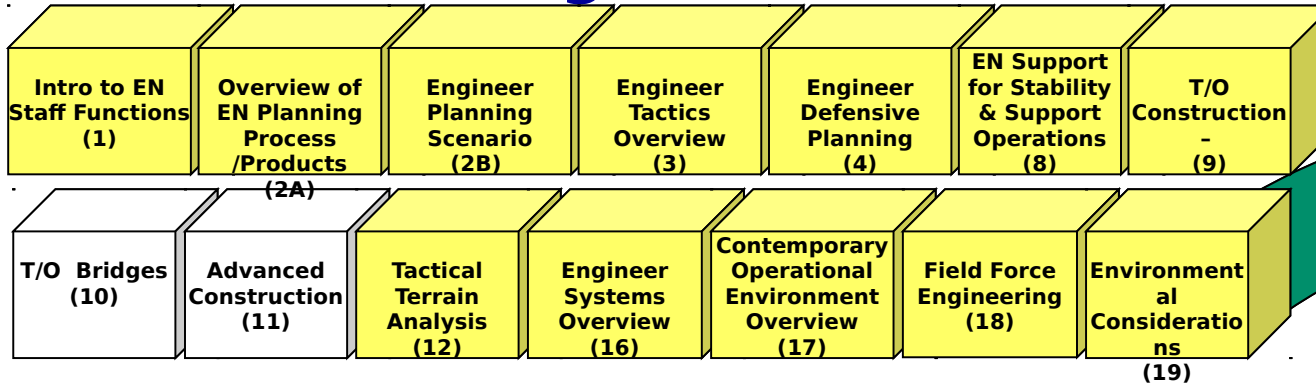 Intro to EN
Staff Functions
(1)
Overview of
EN Planning
Process
/Products
(2A)
Engineer
Planning
Scenario
(2B)
Engineer
Tactics
Overview
(3)
Engineer
Defensive
Planning
(4)
EN Support
for Stability
& Support
Operations
(8)
T/O
Construction
–
(9)
T/O Bridges
(10)
Advanced
Construction
(11)
Tactical
Terrain
Analysis
(12)
Engineer
Systems
Overview
(16)
Contemporary
Operational
Environment
Overview
(17)
Field Force
Engineering
(18)
Environment
al
Consideratio
ns
(19)